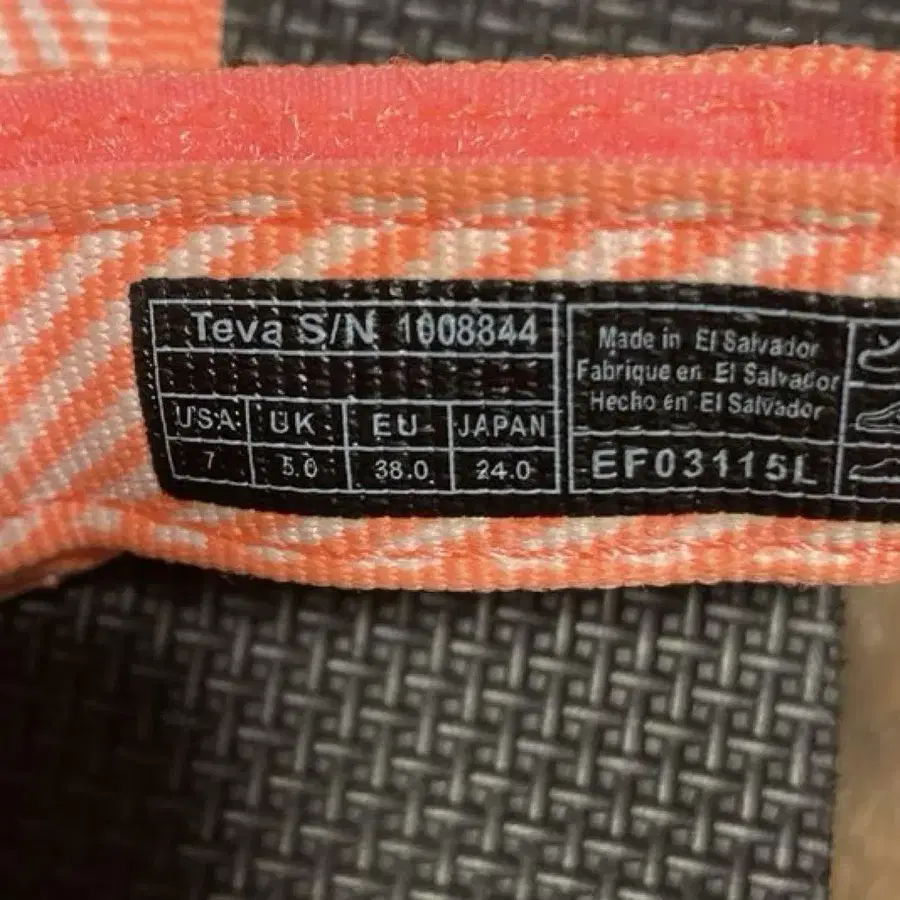 Teva S/N 1008844
USA UK EU JAPAN
7 5.0 38.0 24.0
Made in El Salvador
Fabrique en El Salvador
Hecho en El Salvador
EF03115L